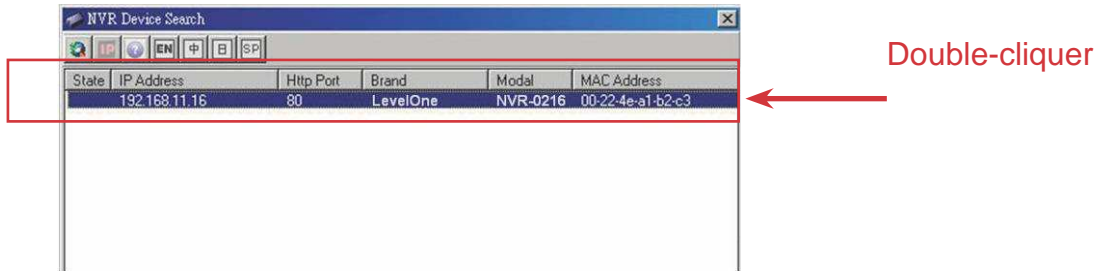 NVR Device Search
IP ? EN 中 日 SP
Double-cliquer
State IP Address Http Port Brand Modal MAC Address
192.168.11.16 80 LevelOne NVR-0216 00-22-4e-a1-b2-c3